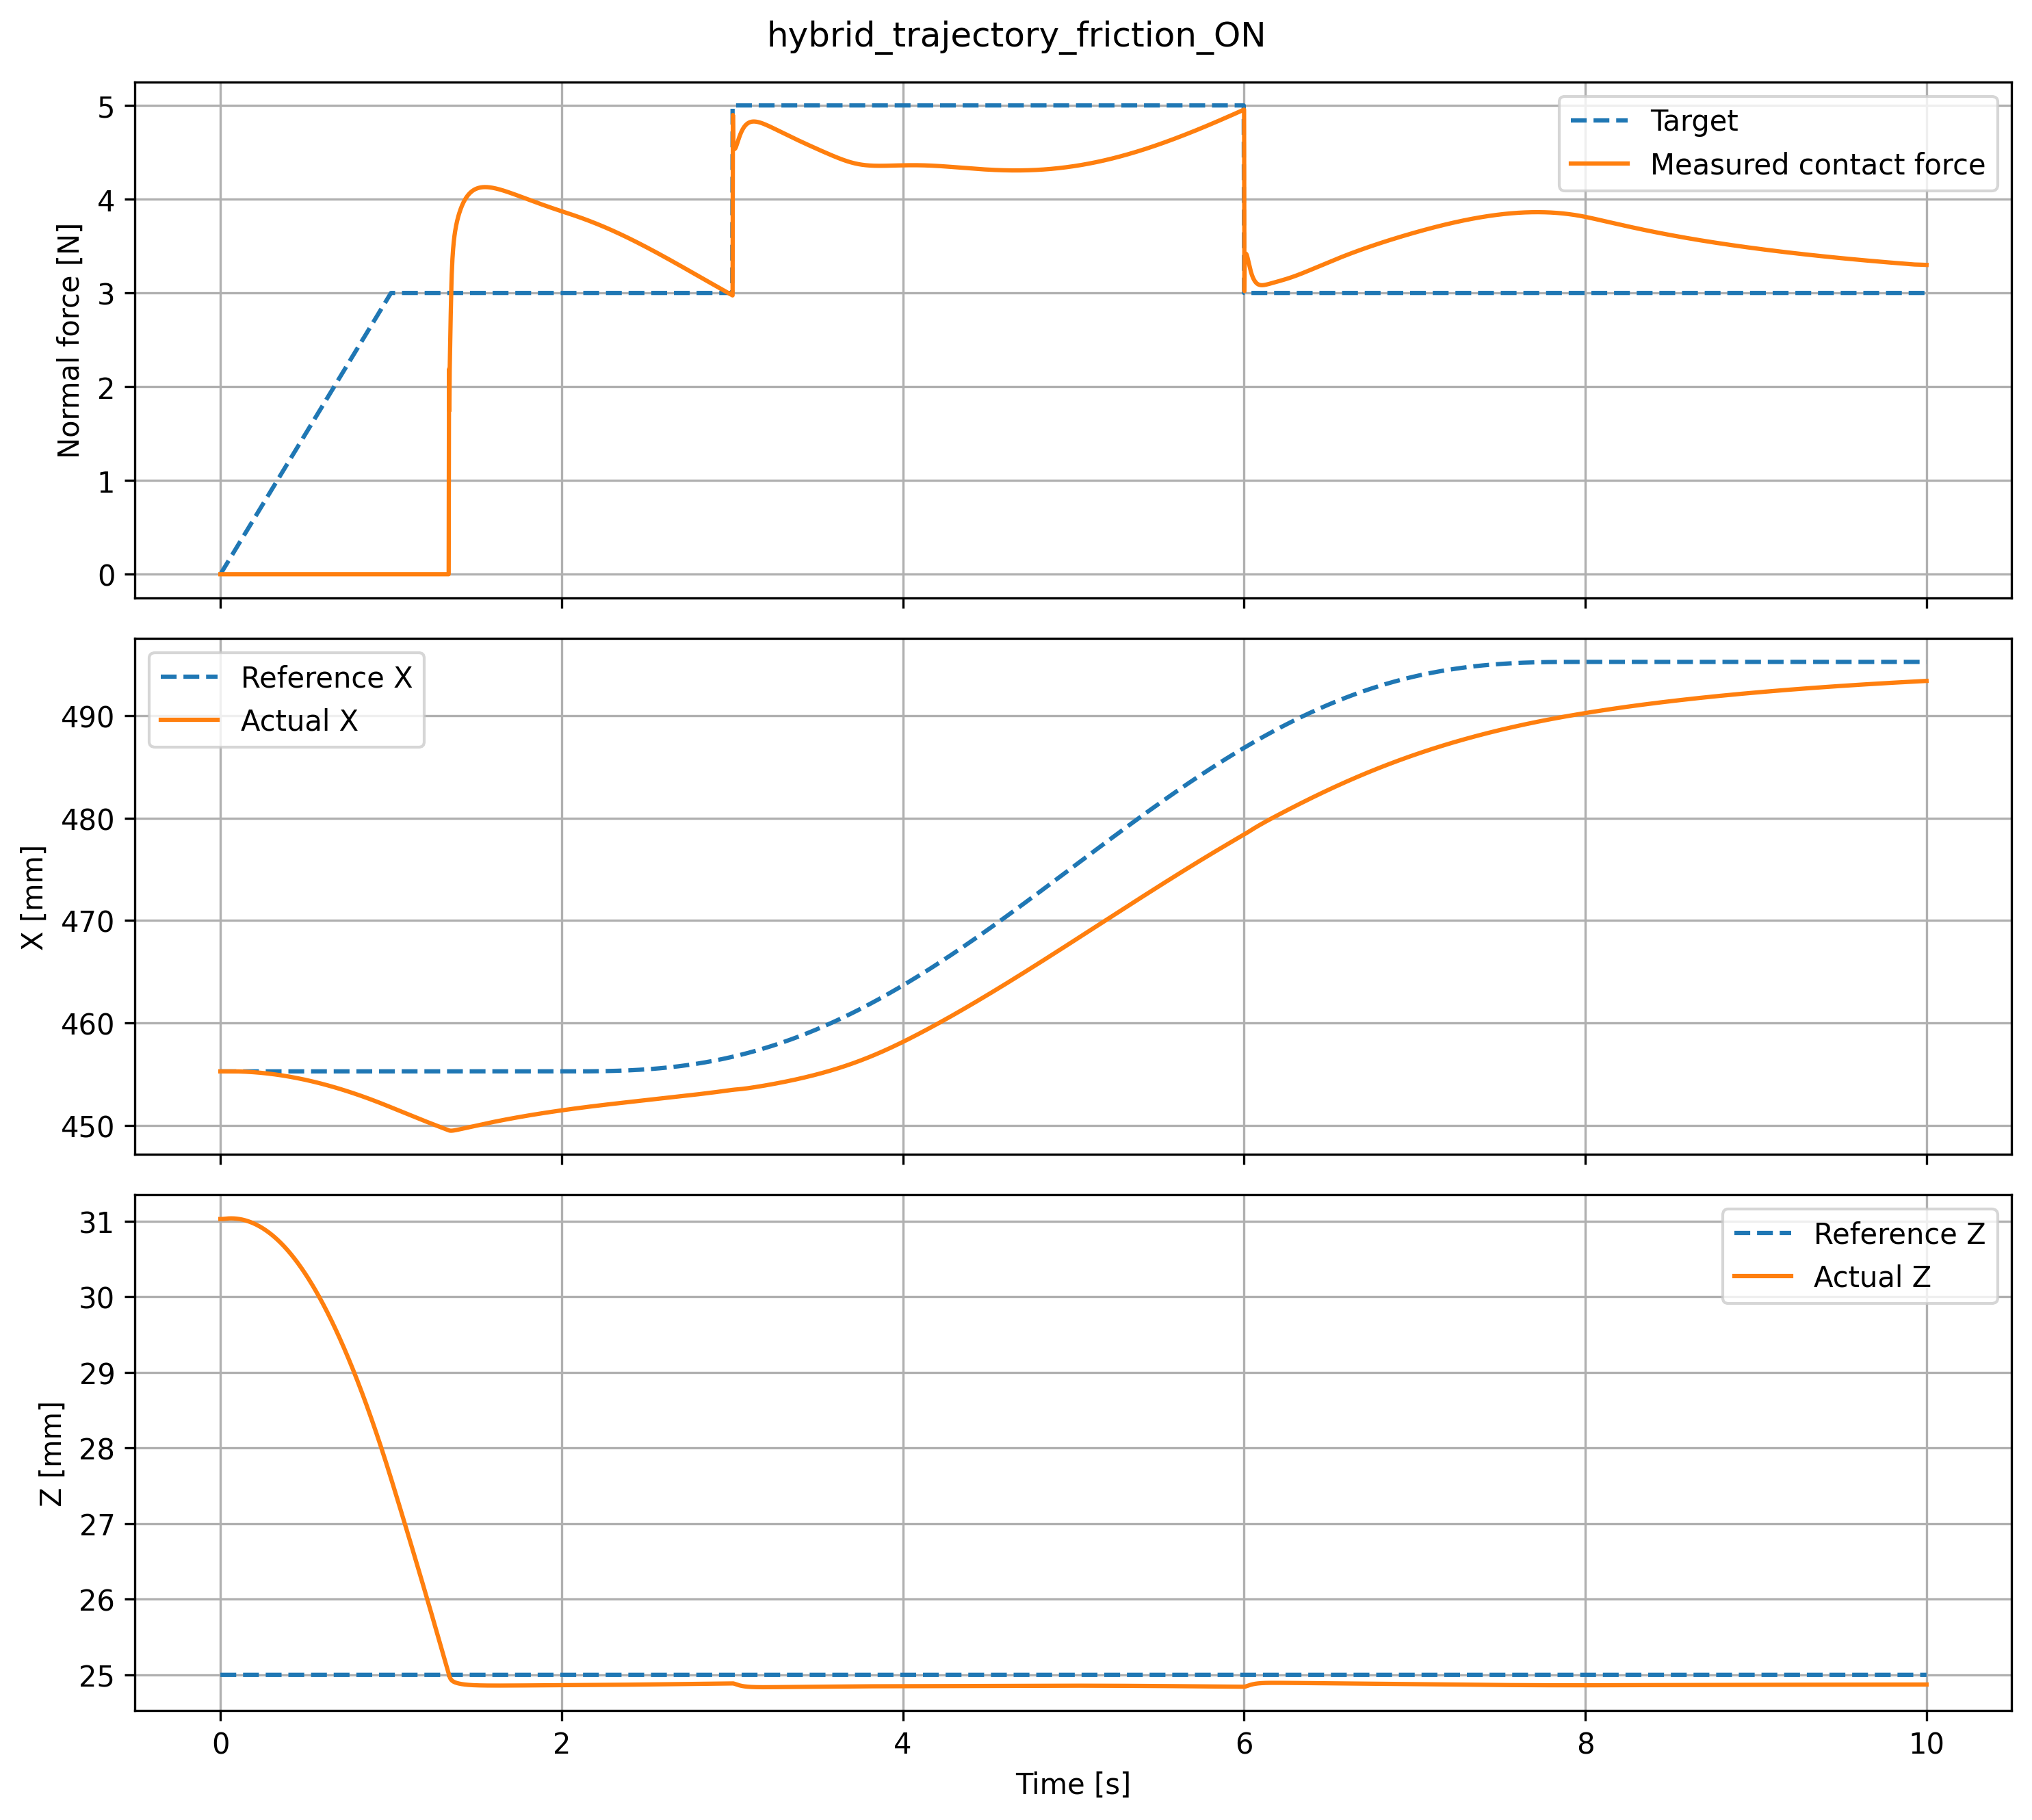 hybrid_trajectory_friction_ON
Normal force [N]
5
4
3
2
1
0
Target
Measured contact force
X [mm]
490
480
470
460
450
Reference X
Actual X
Z [mm]
31
30
29
28
27
26
25
Reference Z
Actual Z
0 2 4 6 8 10
Time [s]